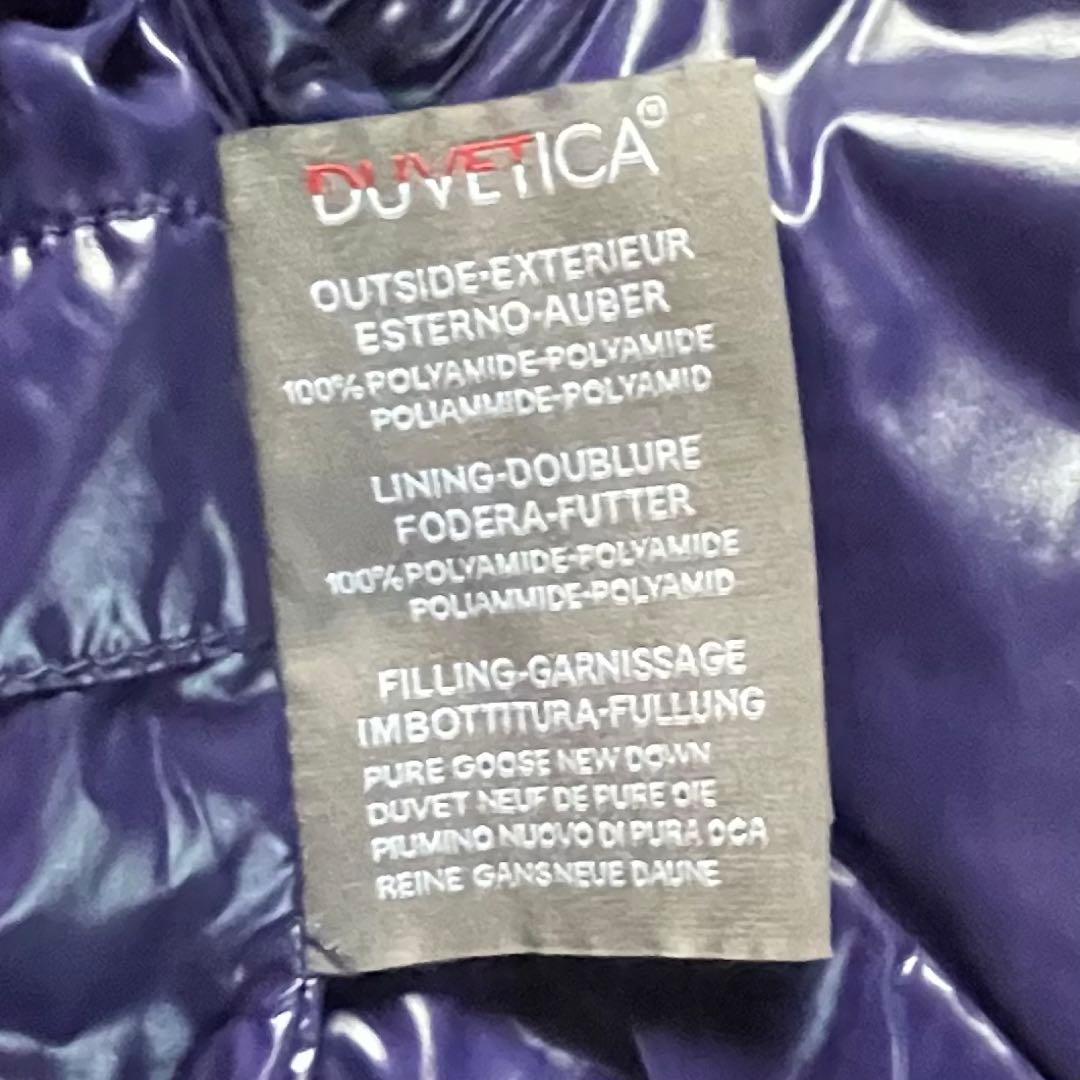 DUVETICA®
OUTSIDE-EXTERIEUR
ESTERNO-AUBER
100% POLYAMIDE-POLYAMIDE
POLIAMMIDE-POLYAMID
LINING-DOUBLURE
FODERA-FUTTER
100% POLYAMIDE-POLYAMIDE
POLIAMMIDE-POLYAMID
FILLING-GARNISSAGE
IMBOTTITURA-FULLUNG
PURE GOOSE NEW DOWN
DUVET NEUF DE PURE OIE
PIUMINO NUOVO DI PURA OCA
REINE GANSNEUE DAUNE